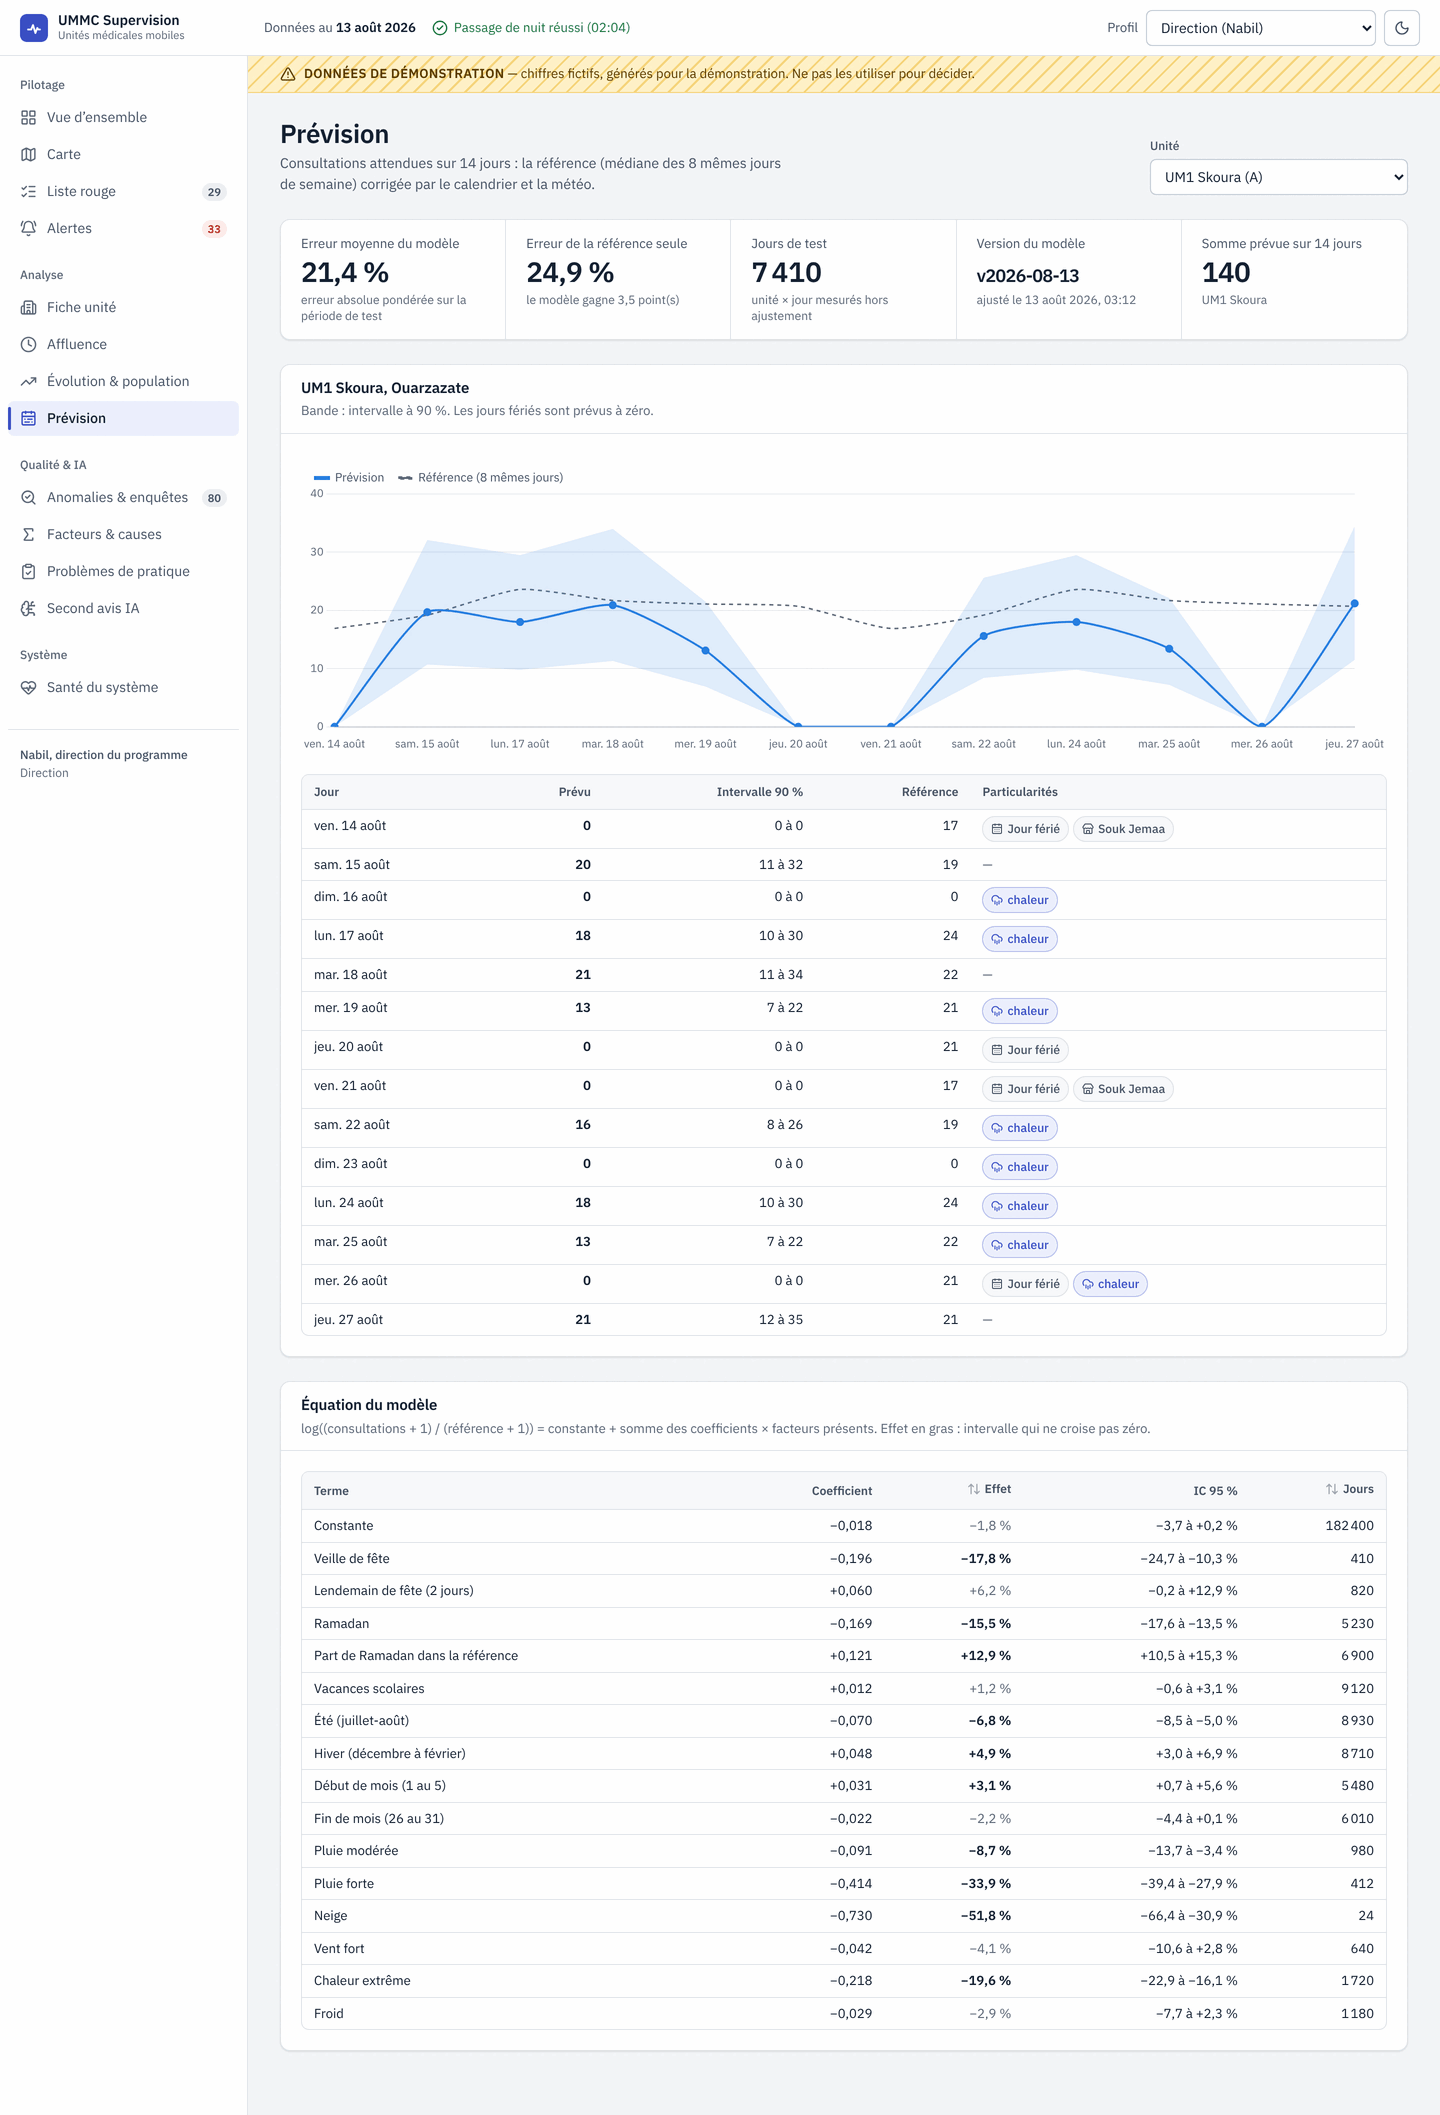 UMMC Supervision
Unités médicales mobiles
Données au 13 août 2026
Passage de nuit réussi (02:04)
Profil
Direction (Nabil)
Pilotage
Vue d'ensemble
Carte
Liste rouge 29
Alertes 33
Analyse
Fiche unité
Affluence
Évolution & population
Prévision
Qualité & IA
Anomalies & enquêtes 80
Facteurs & causes
Problèmes de pratique
Second avis IA
Système
Santé du système
Nabil, direction du programme
Direction
DONNÉES DE DÉMONSTRATION — chiffres fictifs, générés pour la démonstration. Ne pas les utiliser pour décider.
Prévision
Consultations attendues sur 14 jours : la référence (médiane des 8 mêmes jours
de semaine) corrigée par le calendrier et la météo.
Unité
UM1 Skoura (A)
Erreur moyenne du modèle
21,4 %
erreur absolue pondérée sur la
période de test
Erreur de la référence seule
24,9 %
le modèle gagne 3,5 point(s)
Jours de test
7 410
unité × jour mesurés hors
ajustement
Version du modèle
v2026-08-13
ajusté le 13 août 2026, 03:12
Somme prévue sur 14 jours
140
UM1 Skoura
UM1 Skoura, Ouarzazate
Bande : intervalle à 90 %. Les jours fériés sont prévus à zéro.
Prévision
Référence (8 mêmes jours)
40
30
20
10
0
ven. 14 août sam. 15 août lun. 17 août mar. 18 août mer. 19 août jeu. 20 août ven. 21 août sam. 22 août lun. 24 août mar. 25 août mer. 26 août jeu. 27 août
Jour Prévu Intervalle 90 % Référence Particularités
ven. 14 août 0 0 à 0 17 Jour férié Souk Jemaa
sam. 15 août 20 11 à 32 19 —
dim. 16 août 0 0 à 0 0 chaleur
lun. 17 août 18 10 à 30 24 chaleur
mar. 18 août 21 11 à 34 22 —
mer. 19 août 13 7 à 22 21 chaleur
jeu. 20 août 0 0 à 0 21 Jour férié
ven. 21 août 0 0 à 0 17 Jour férié Souk Jemaa
sam. 22 août 16 8 à 26 19 chaleur
dim. 23 août 0 0 à 0 0 chaleur
lun. 24 août 18 10 à 30 24 chaleur
mar. 25 août 13 7 à 22 22 chaleur
mer. 26 août 0 0 à 0 21 Jour férié chaleur
jeu. 27 août 21 12 à 35 21 —
Équation du modèle
log((consultations + 1) / (référence + 1)) = constante + somme des coefficients × facteurs présents. Effet en gras : intervalle qui ne croise pas zéro.
Terme Coefficient Effet IC 95 % Jours
Constante −0,018 −1,8 % −3,7 à +0,2 % 182 400
Veille de fête −0,196 −17,8 % −24,7 à −10,3 % 410
Lendemain de fête (2 jours) +0,060 +6,2 % −0,2 à +12,9 % 820
Ramadan −0,169 −15,5 % −17,6 à −13,5 % 5 230
Part de Ramadan dans la référence +0,121 +12,9 % +10,5 à +15,3 % 6 900
Vacances scolaires +0,012 +1,2 % −0,6 à +3,1 % 9 120
Été (juillet-août) −0,070 −6,8 % −8,5 à −5,0 % 8 930
Hiver (décembre à février) +0,048 +4,9 % +3,0 à +6,9 % 8 710
Début de mois (1 au 5) +0,031 +3,1 % +0,7 à +5,6 % 5 480
Fin de mois (26 au 31) −0,022 −2,2 % −4,4 à +0,1 % 6 010
Pluie modérée −0,091 −8,7 % −13,7 à −3,4 % 980
Pluie forte −0,414 −33,9 % −39,4 à −27,9 % 412
Neige −0,730 −51,8 % −66,4 à −30,9 % 24
Vent fort −0,042 −4,1 % −10,6 à +2,8 % 640
Chaleur extrême −0,218 −19,6 % −22,9 à −16,1 % 1 720
Froid −0,029 −2,9 % −7,7 à +2,3 % 1 180